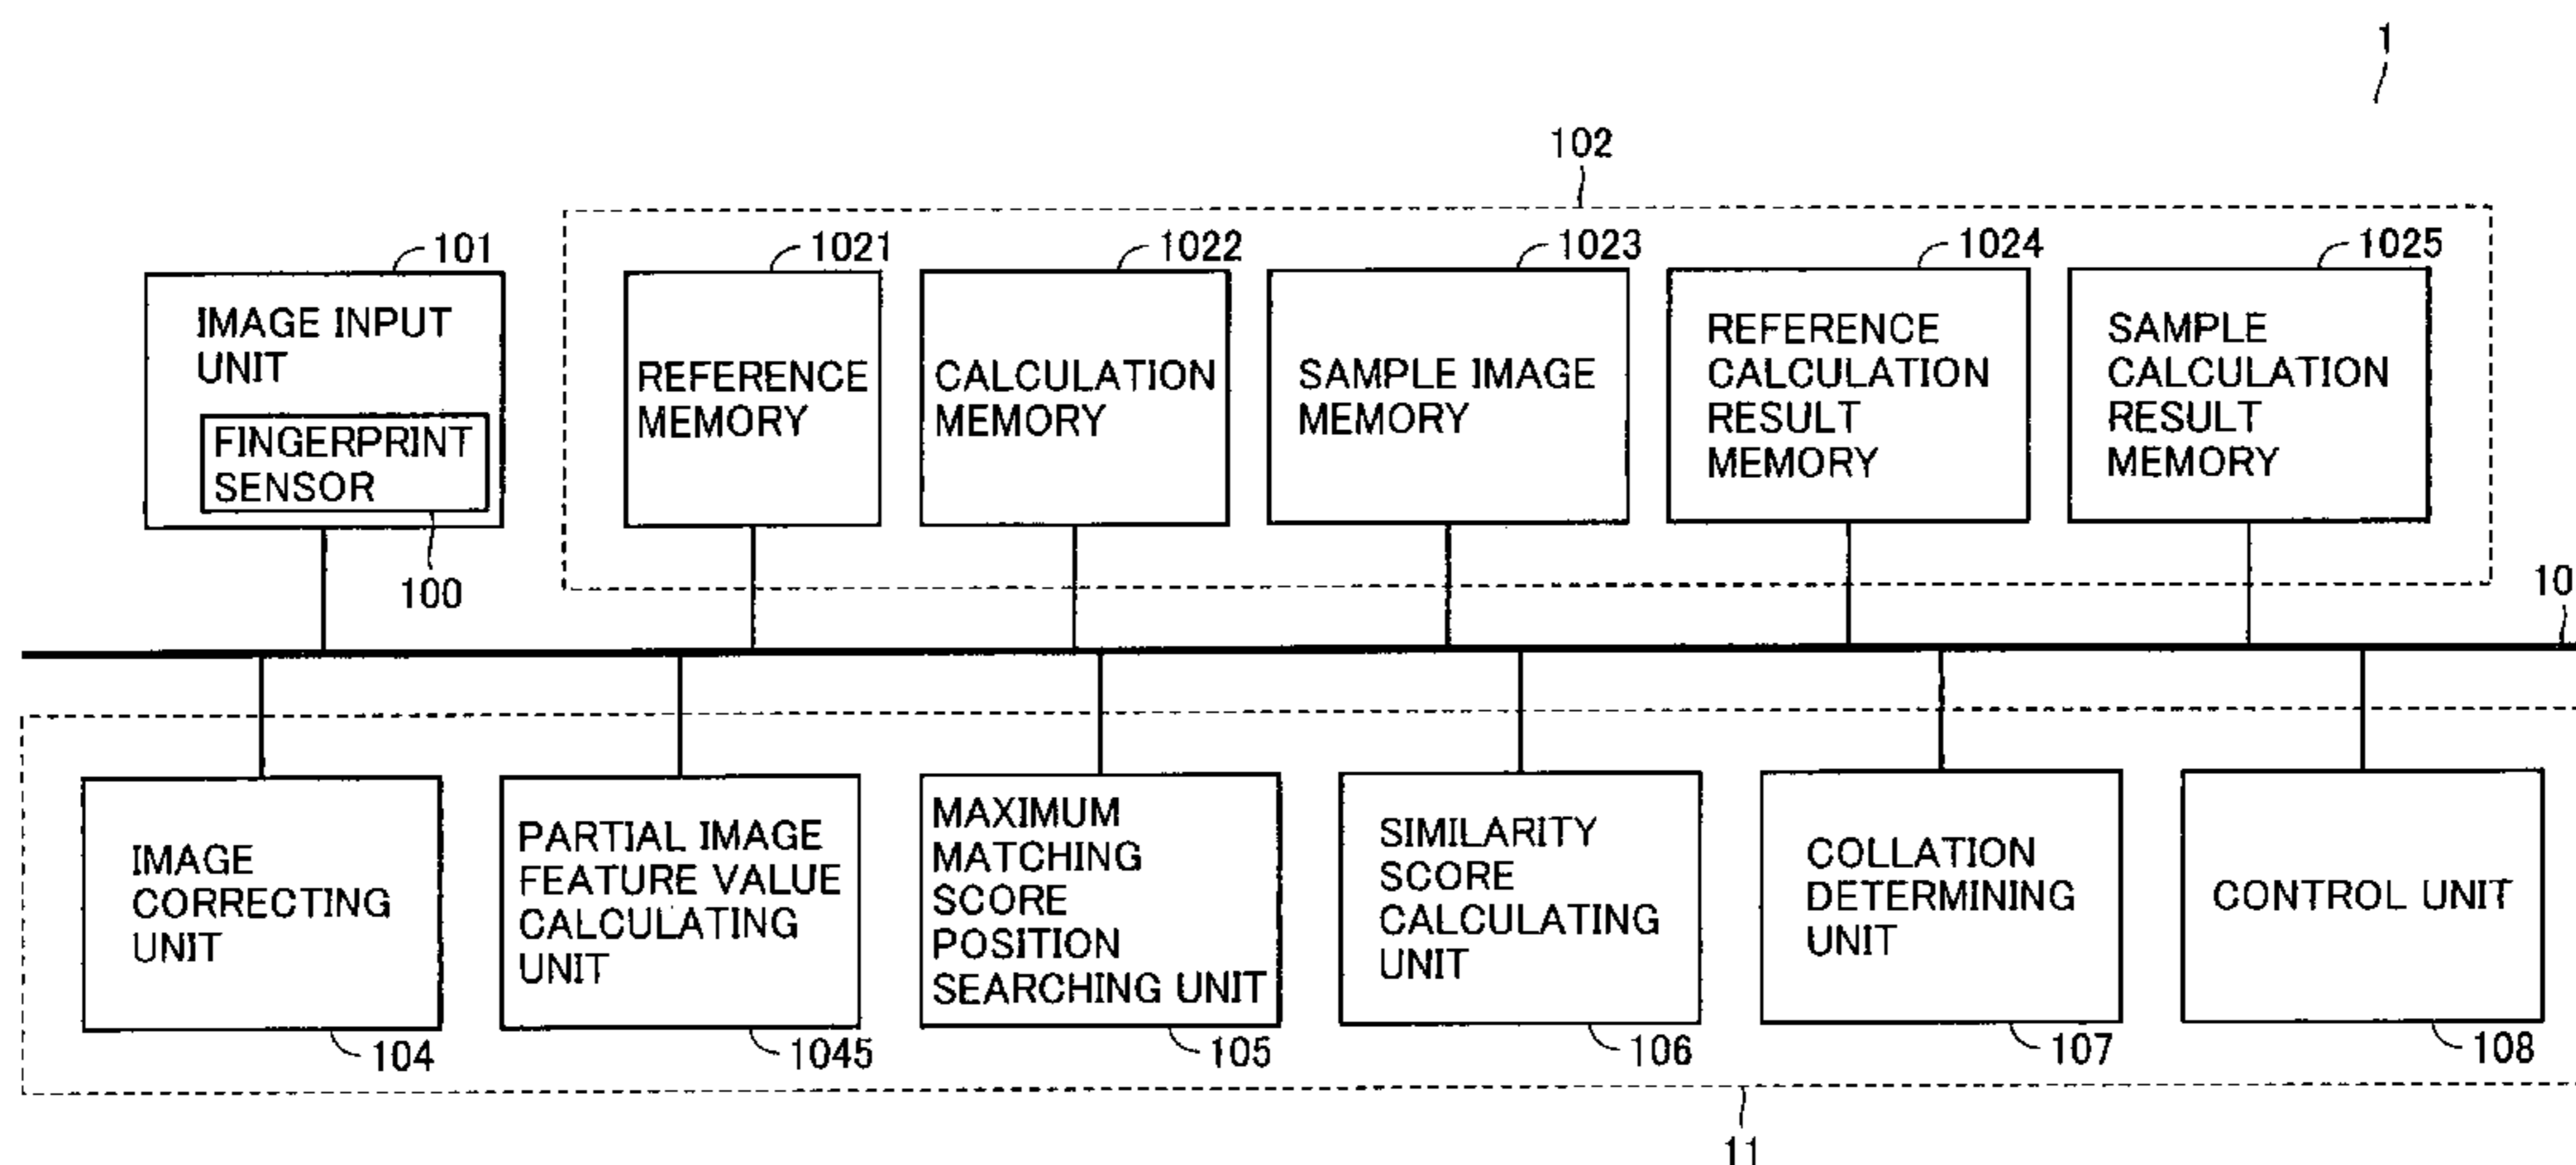 1
102
101
1021
1022
1023
1024
1025
IMAGE INPUT
UNIT
FINGERPRINT
SENSOR
100
REFERENCE
MEMORY
CALCULATION
MEMORY
SAMPLE IMAGE
MEMORY
REFERENCE
CALCULATION
RESULT
MEMORY
SAMPLE
CALCULATION
RESULT
MEMORY
10
IMAGE
CORRECTING
UNIT
104
PARTIAL IMAGE
FEATURE VALUE
CALCULATING
UNIT
1045
MAXIMUM
MATCHING
SCORE
POSITION
SEARCHING UNIT
105
SIMILARITY
SCORE
CALCULATING
UNIT
106
COLLATION
DETERMINING
UNIT
107
CONTROL UNIT
108
11